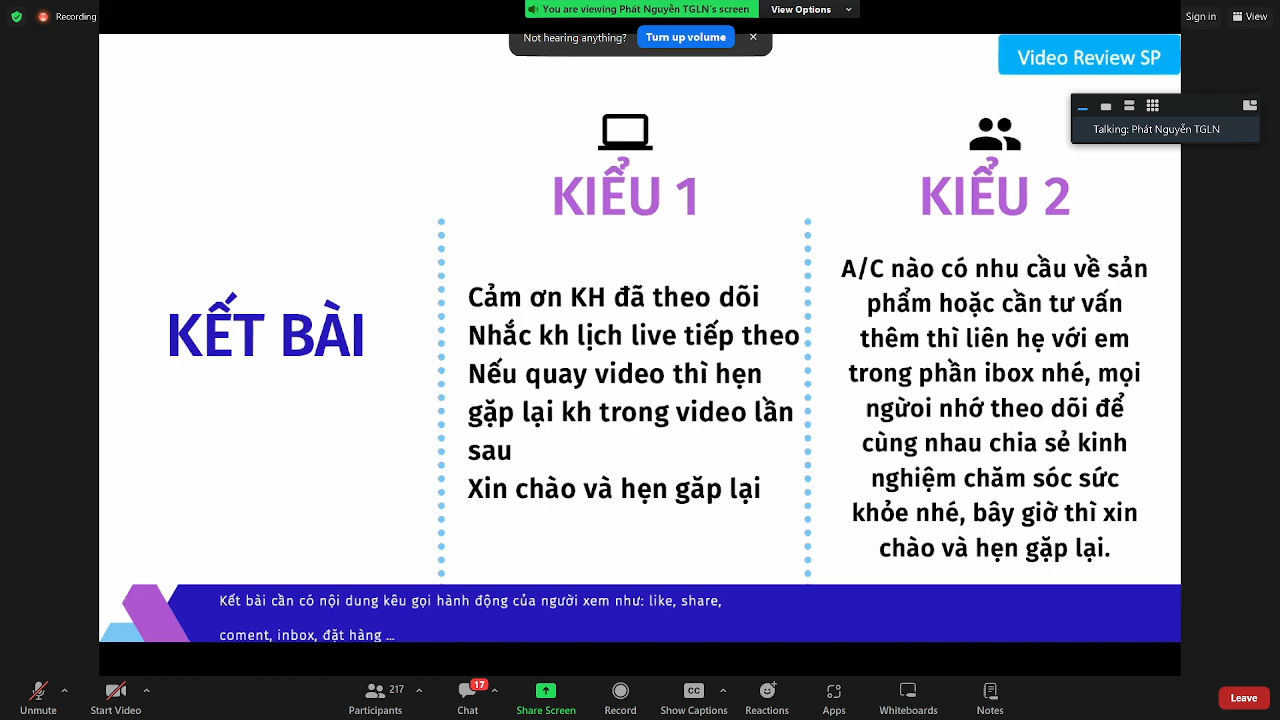 You are viewing Phát Nguyễn TGLN's screen
View Options
Recording
Sign in
View
Not hearing anything?
Turn up volume
Video Review SP
Talking: Phát Nguyễn TGLN
KẾT BÀI
KIỂU 1
Cảm ơn KH đã theo dõi
Nhắc kh lịch live tiếp theo
Nếu quay video thì hẹn
gặp lại kh trong video lần
sau
Xin chào và hẹn găp lại
KIỂU 2
A/C nào có nhu cầu về sản
phẩm hoặc cần tư vấn
thêm thì liên hẹ với em
trong phần ibox nhé, mọi
ngừoi nhớ theo dõi để
cùng nhau chia sẻ kinh
nghiệm chăm sóc sức
khỏe nhé, bây giờ thì xin
chào và hẹn gặp lại.
Kết bài cần có nội dung kêu gọi hành động của người xem như: like, share,
coment, inbox, đặt hàng ...
Unmute
Start Video
217
Participants
17
Chat
Share Screen
Record
CC
Show Captions
Reactions
Apps
Whiteboards
Notes
Leave